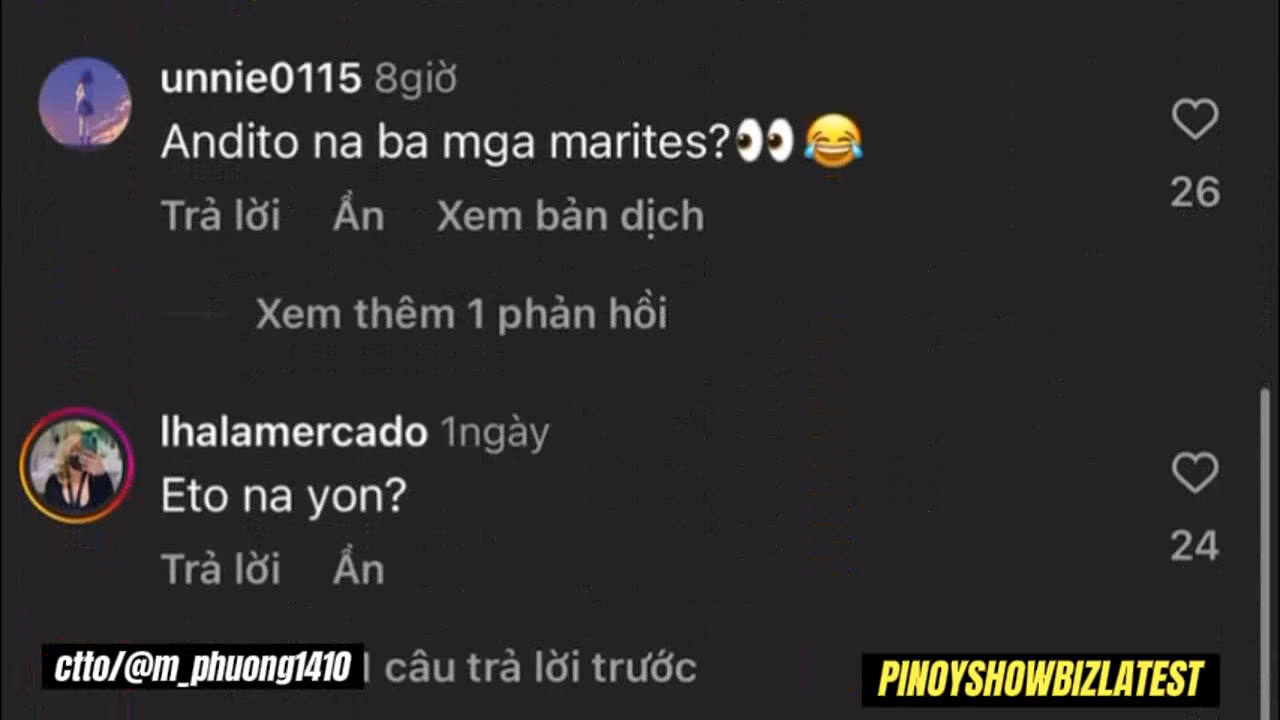 unnie0115 8giờ
Andito na ba mga marites?👀😂
26
Trả lời Ẩn Xem bản dịch
Xem thêm 1 phản hồi
lhalamercado 1ngày
Eto na yon?
24
Trả lời Ẩn
ctto/@m_phuong1410 câu trả lời trước
PINOYSHOWBIZLATEST